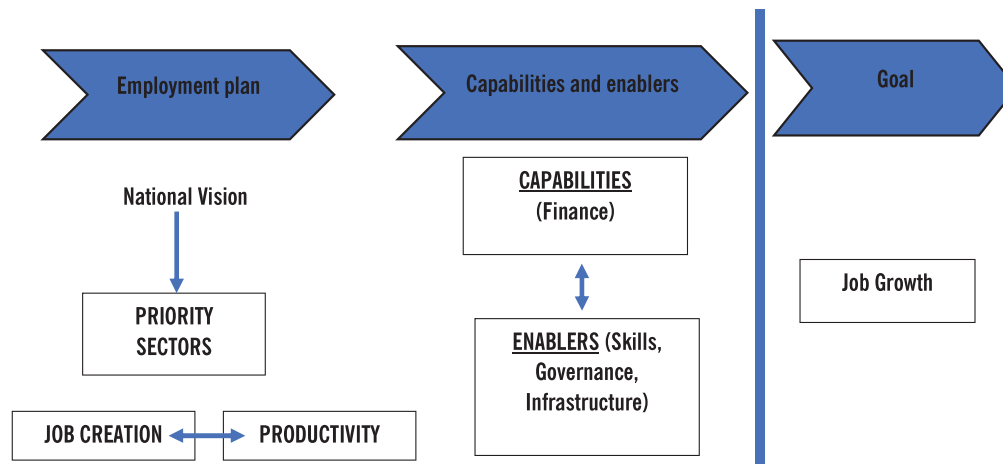 Employment plan
Capabilities and enablers
Goal
National Vision
PRIORITY
SECTORS
JOB CREATION
PRODUCTIVITY
CAPABILITIES
(Finance)
ENABLERS (Skills,
Governance,
Infrastructure)
Job Growth